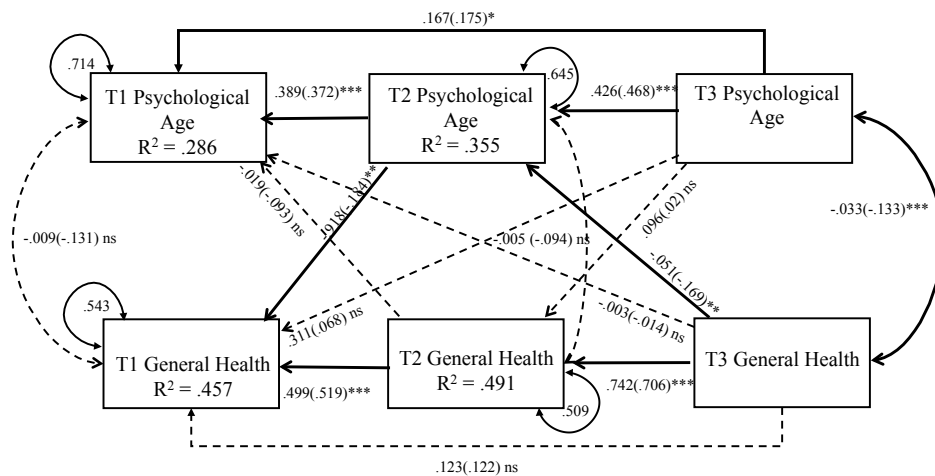 .167(.175)*
.714
.645
T1 Psychological
Age
R² = .286
.389(.372)***
T2 Psychological
Age
R² = .355
.426(.468)***
T3 Psychological
Age
-.019(-.093) ns
-.918(-.184)**
.096(.02) ns
-.033(-.133)***
-.009(-.131) ns
-.005 (-.094) ns
-.051(-.169)**
.543
.311(.068) ns
-.003(-.014) ns
T1 General Health
R² = .457
.499(.519)***
T2 General Health
R² = .491
.509
.742(.706)***
T3 General Health
.123(.122) ns